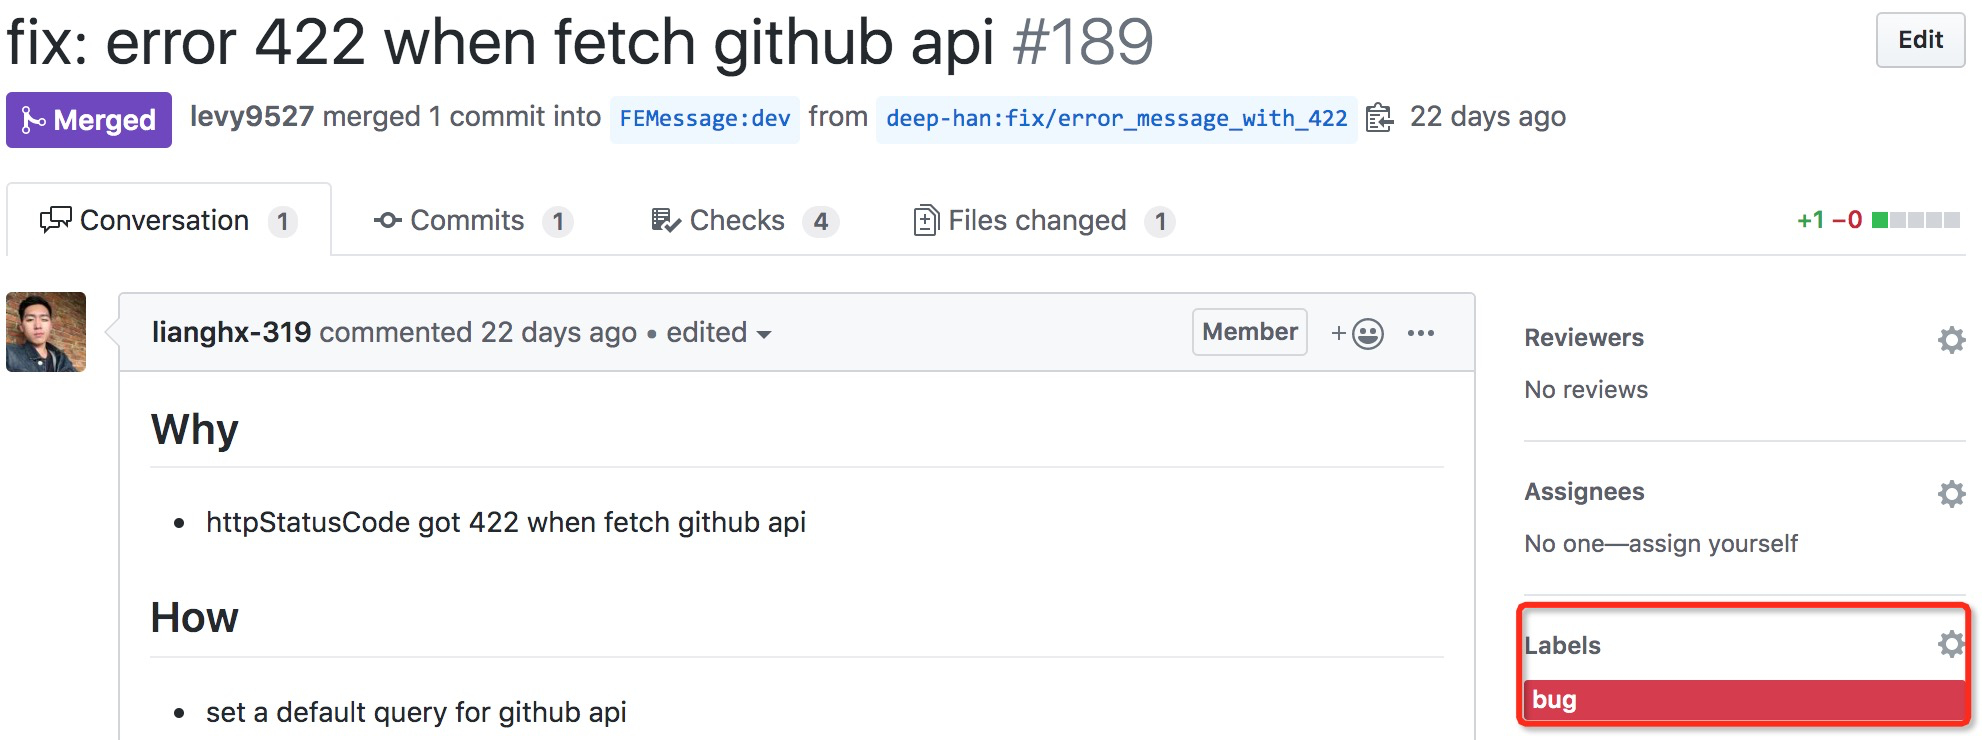 fix: error 422 when fetch github api #189
Edit
Merged levy9527 merged 1 commit into FEMessage:dev from deep-han:fix/error_message_with_422 22 days ago
Conversation 1 Commits 1 Checks 4 Files changed 1 +1 −0
lianghx-319 commented 22 days ago • edited Member
Why
• httpStatusCode got 422 when fetch github api
How
• set a default query for github api
Reviewers
No reviews
Assignees
No one—assign yourself
Labels
bug